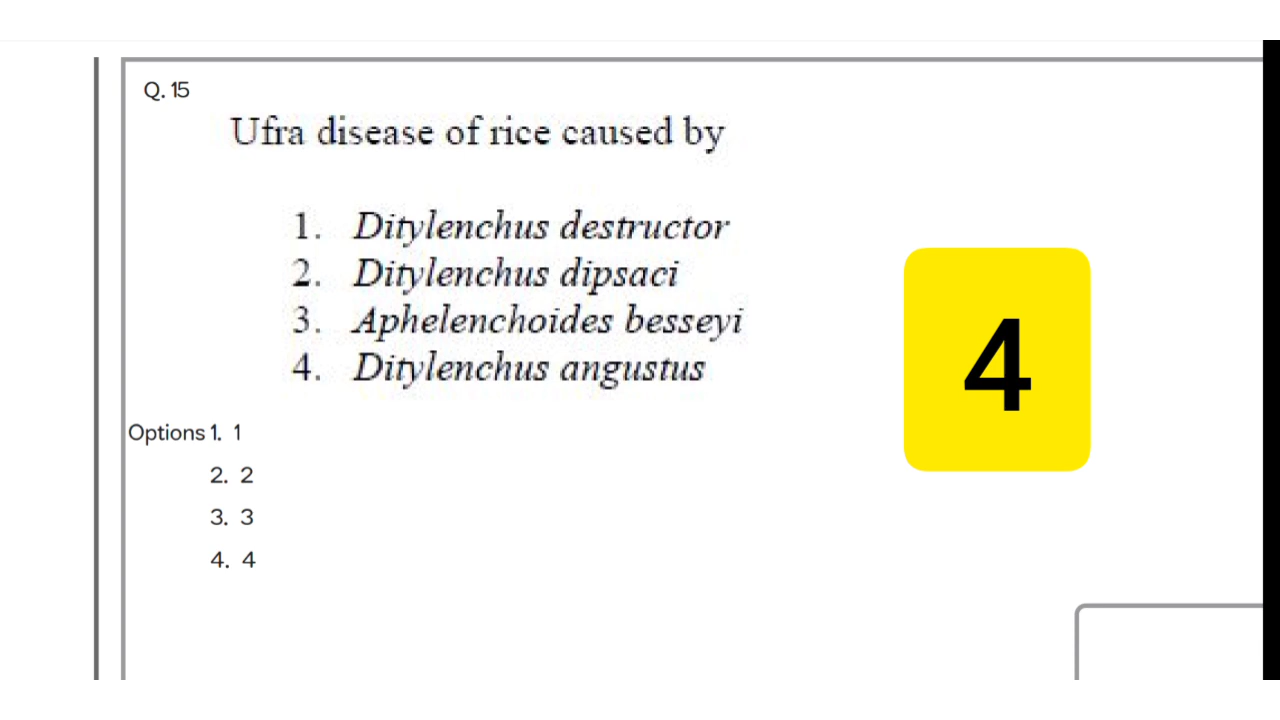 Q. 15
Ufra disease of rice caused by
1. Ditylenchus destructor
2. Ditylenchus dipsaci
3. Aphelenchoides besseyi
4. Ditylenchus angustus
4
Options 1. 1
2. 2
3. 3
4. 4